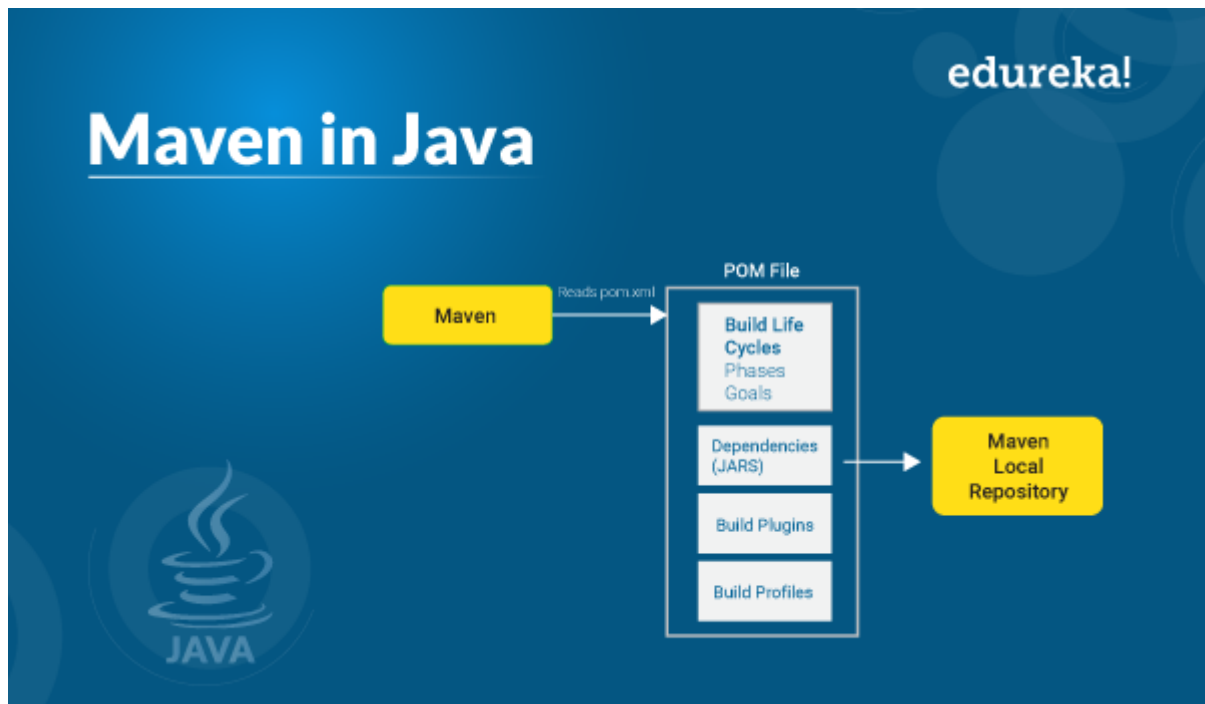 edureka!
Maven in Java
POM File
Reads pom.xml
Maven
Build Life
Cycles
Phases
Goals
Dependencies
(JARS)
Maven
Local
Repository
Build Plugins
Build Profiles
JAVA